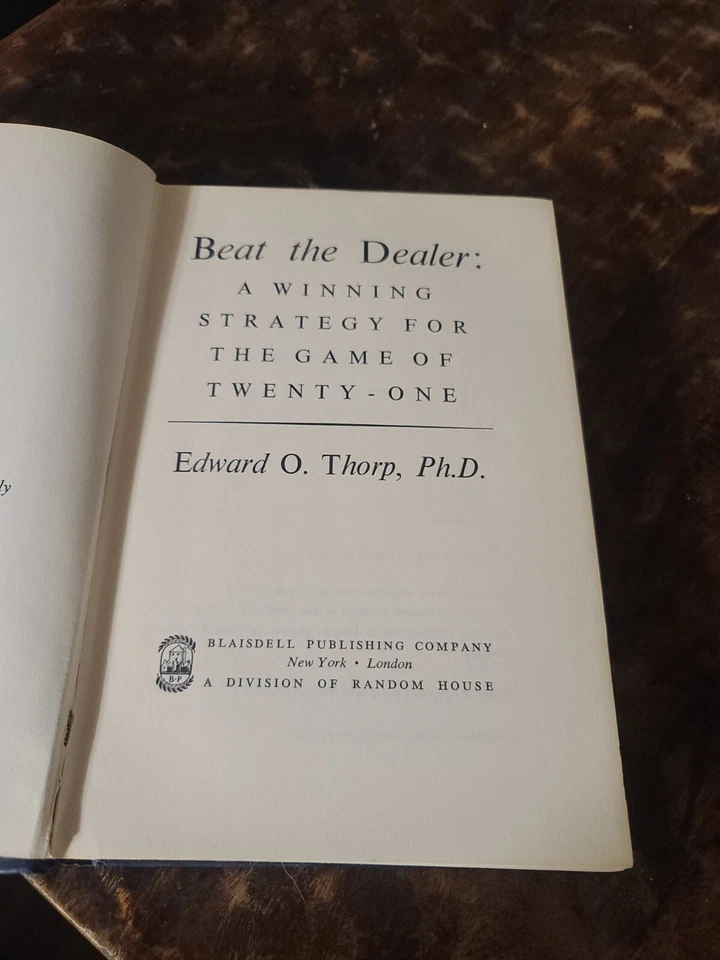 Beat the Dealer:
A WINNING
STRATEGY FOR
THE GAME OF
TWENTY-ONE
Edward O. Thorp, Ph.D.
BLAISDELL PUBLISHING COMPANY
New York • London
B·P
A DIVISION OF RANDOM HOUSE